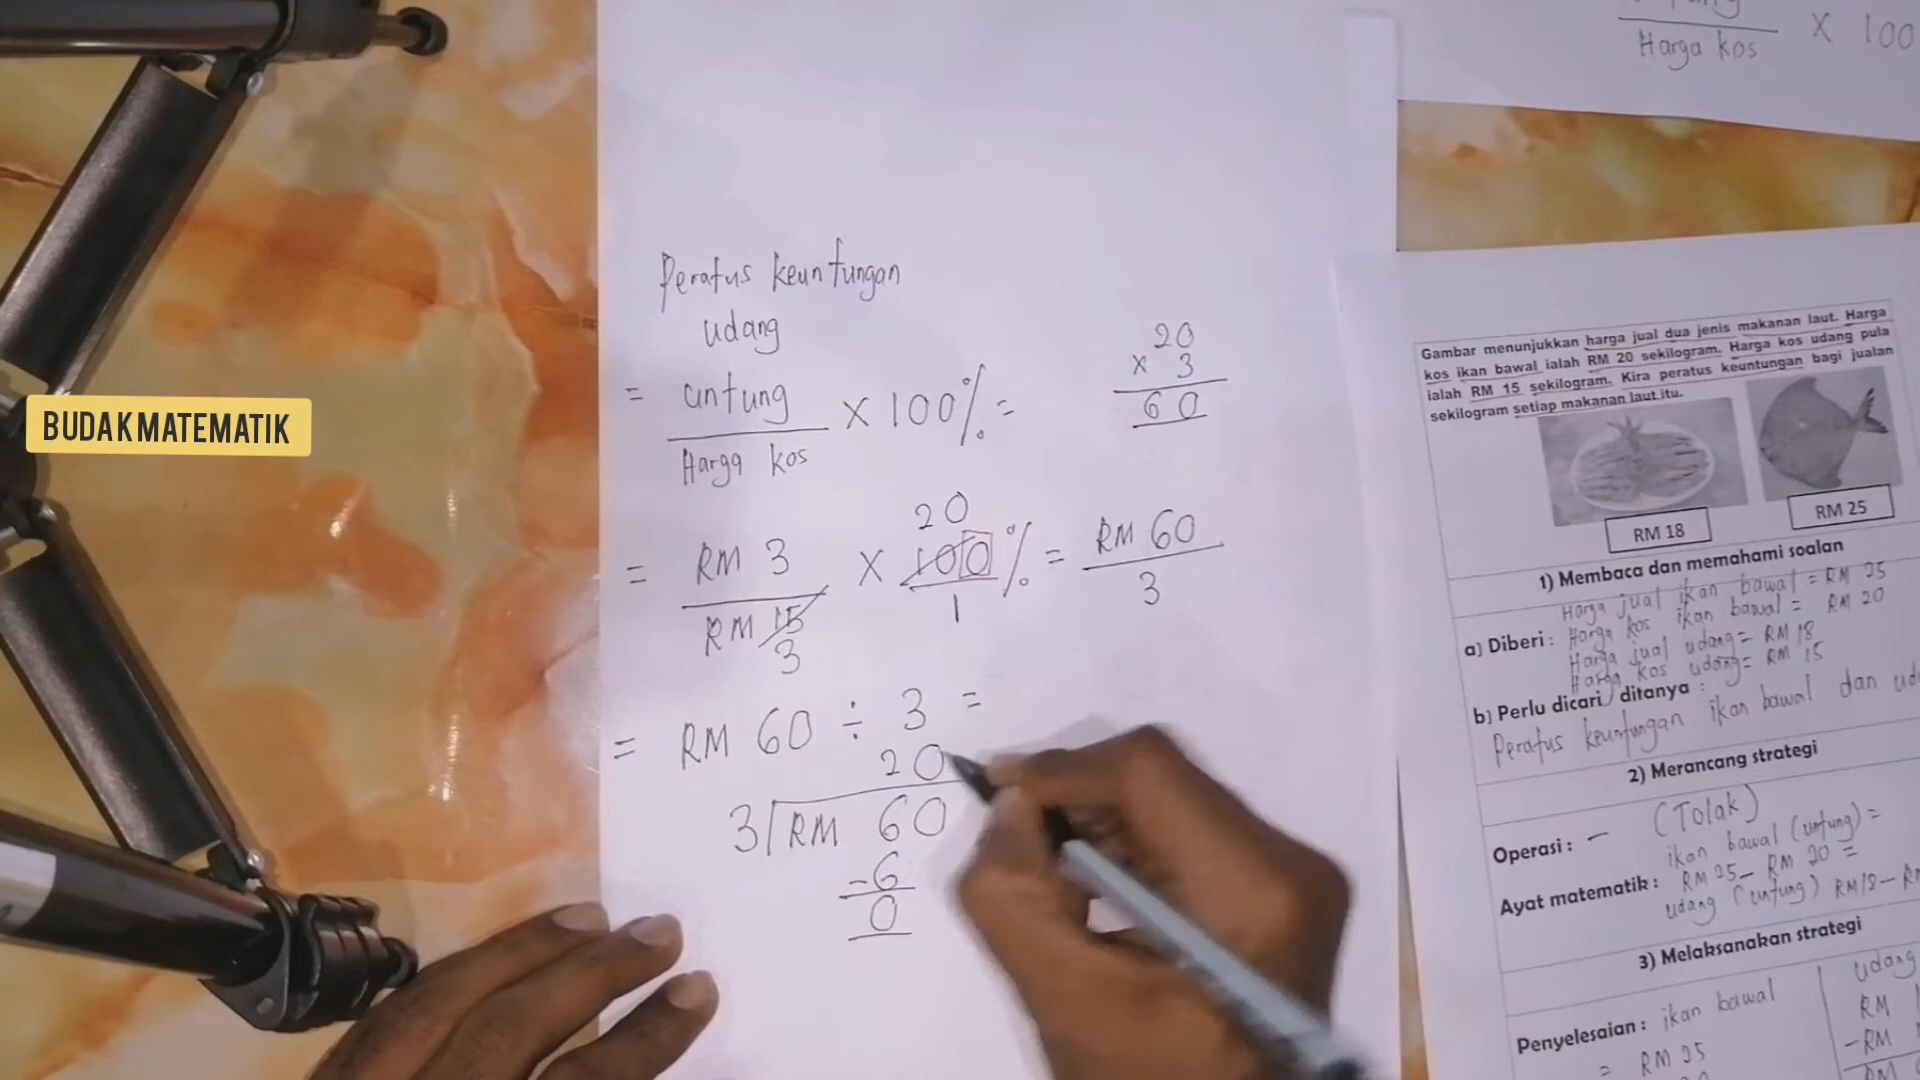 BUDAK MATEMATIK
Peratus keuntungan
udang
= untung × 100% =
Harga kos
20
× 3
60
20
= RM 3 × 100% = RM 60
RM 15 1 3
3
= RM 60 ÷ 3 =
20
3 RM 60
-6
0
Harga kos × 100
Gambar menunjukkan harga jual dua jenis makanan laut. Harga
kos ikan bawal ialah RM 20 sekilogram. Harga kos udang pula
ialah RM 15 sekilogram. Kira peratus keuntungan bagi jualan
sekilogram setiap makanan laut itu.
RM 18
RM 25
1) Membaca dan memahami soalan
a) Diberi : Harga jual ikan bawal = RM 25
Harga kos ikan bawal = RM 20
Harga jual udang = RM 18
Harga kos udang = RM 15
b) Perlu dicari/ ditanya :
Peratus keuntungan ikan bawal dan
2) Merancang strategi
Operasi : – (Tolak)
Ayat matematik : ikan bawal (untung) =
RM 25 – RM 20 =
udang (untung) RM 18 –
3) Melaksanakan strategi
Penyelesaian : ikan bawal
= RM 25
udang
RM
–RM